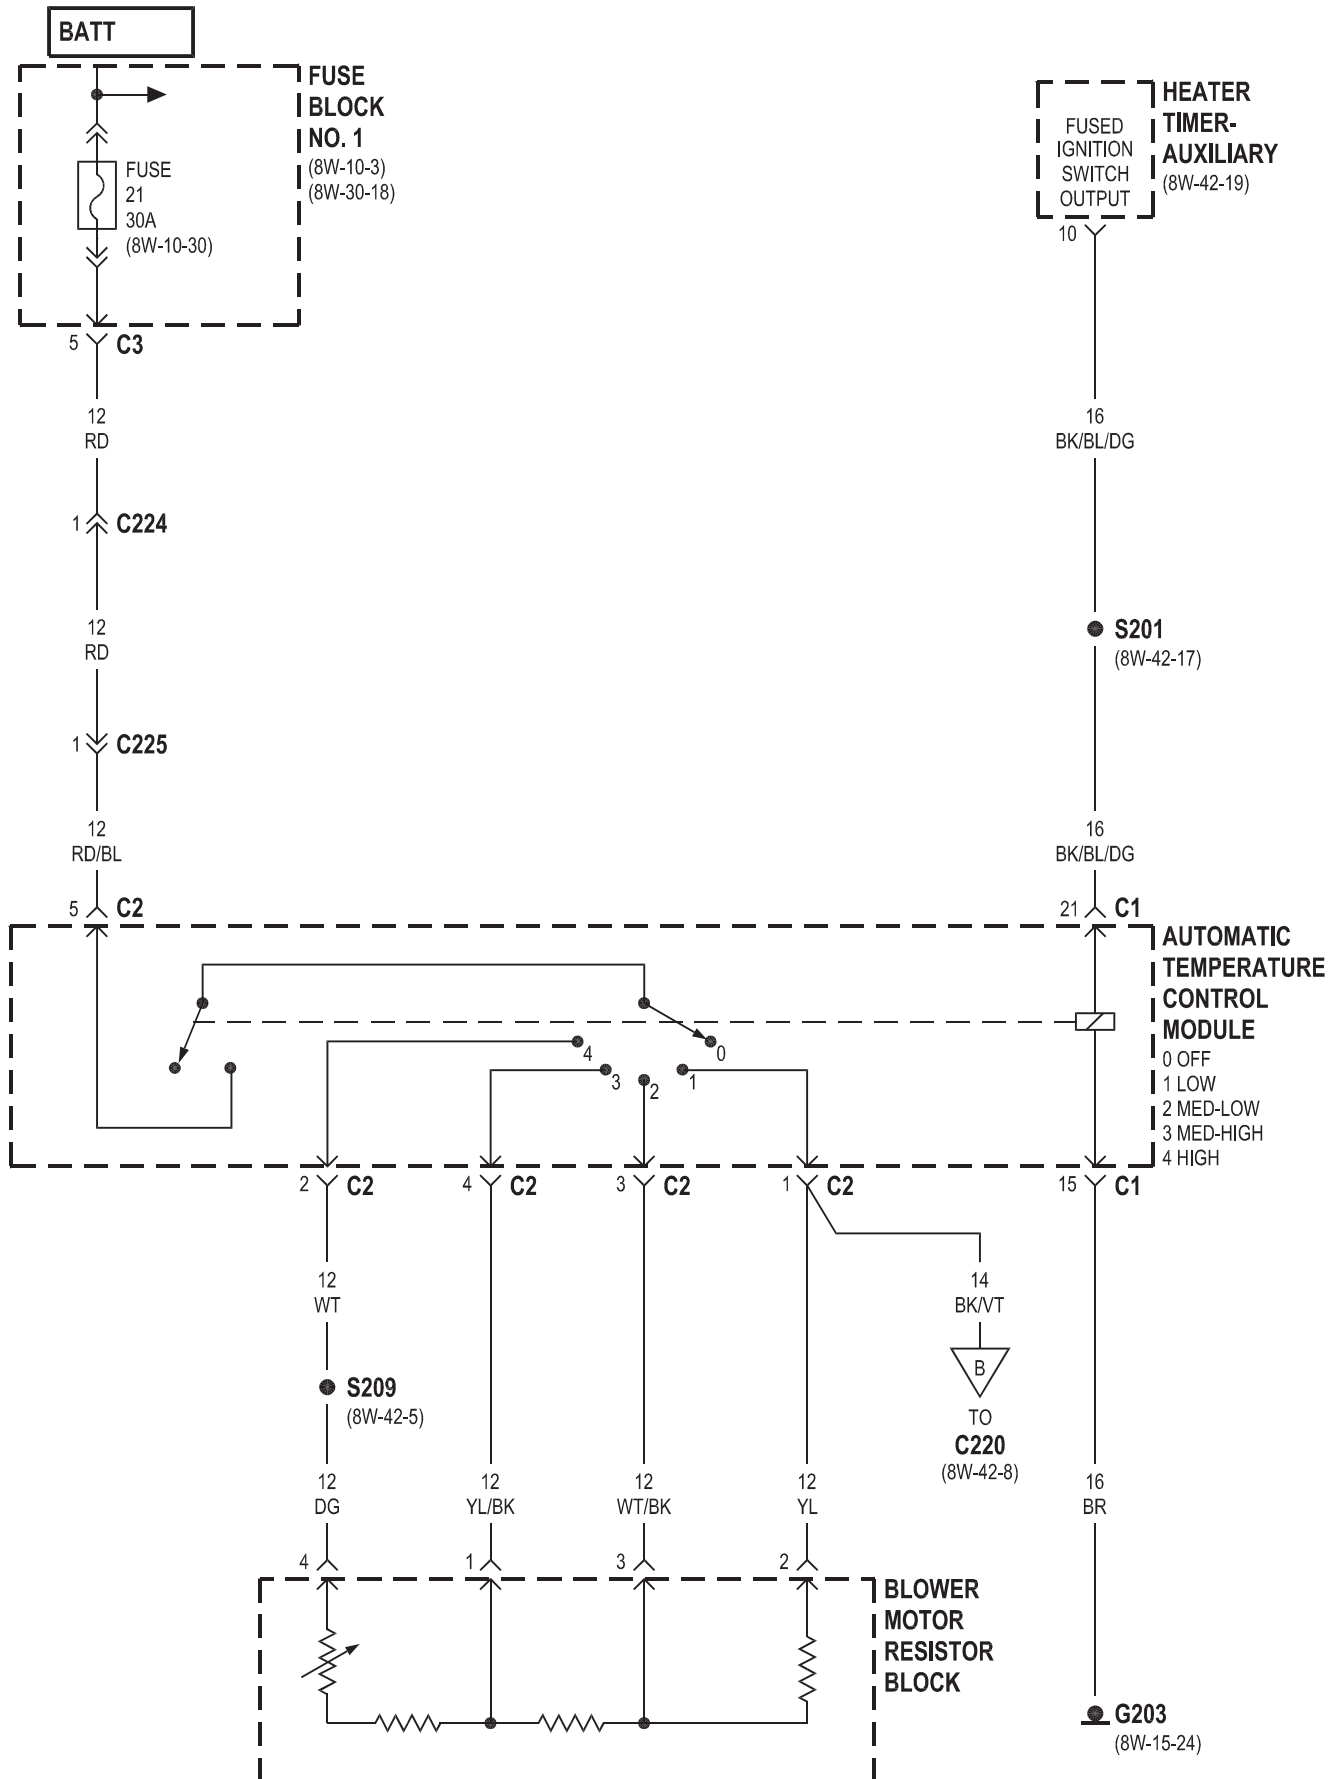 BATT
FUSE
BLOCK
NO. 1
(8W-10-3)
(8W-30-18)
FUSE
21
30A
(8W-10-30)
HEATER
TIMER-
AUXILIARY
(8W-42-19)
FUSED
IGNITION
SWITCH
OUTPUT
10
5 C3
12
RD
16
BK/BL/DG
1 C224
12
RD
S201
(8W-42-17)
1 C225
12
RD/BL
16
BK/BL/DG
5 C2
21 C1
AUTOMATIC
TEMPERATURE
CONTROL
MODULE
0 OFF
1 LOW
2 MED-LOW
3 MED-HIGH
4 HIGH
4
3
2
1
0
2 C2
4 C2
3 C2
1 C2
15 C1
12
WT
14
BK/VT
B
TO
C220
(8W-42-8)
S209
(8W-42-5)
12
DG
12
YL/BK
12
WT/BK
12
YL
16
BR
4
1
3
2
BLOWER
MOTOR
RESISTOR
BLOCK
G203
(8W-15-24)